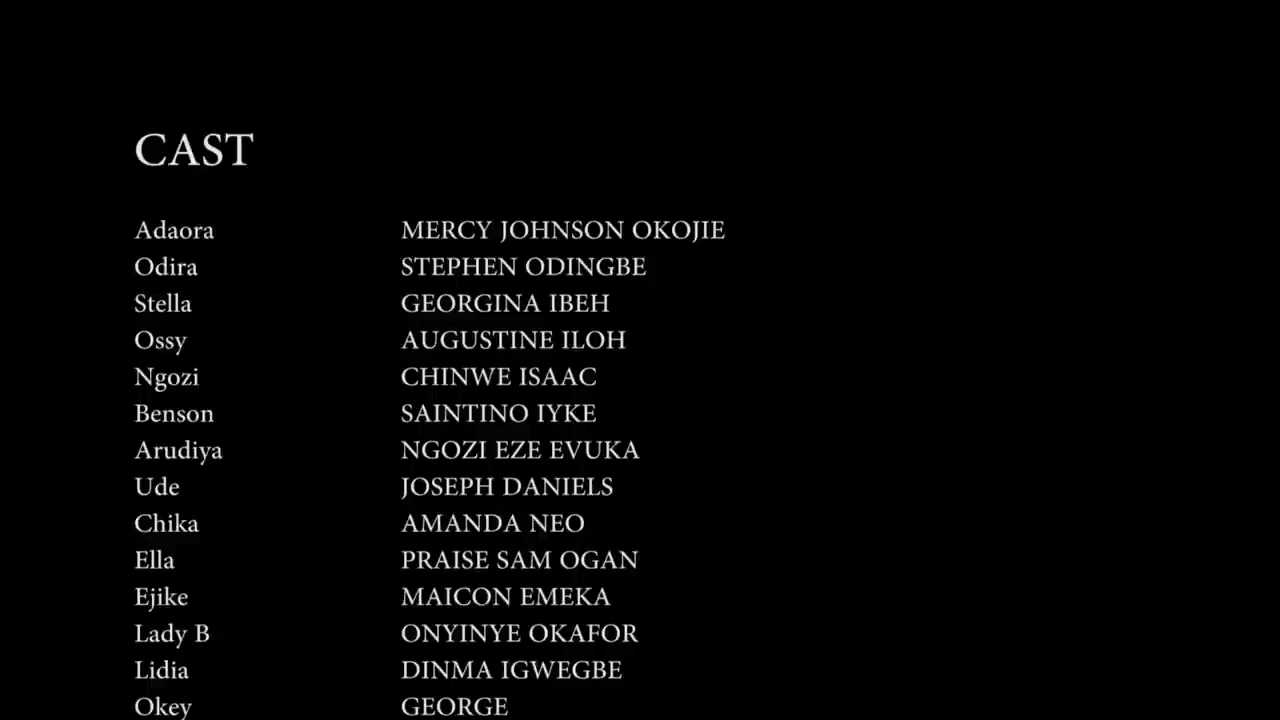 CAST
Adaora MERCY JOHNSON OKOJIE
Odira STEPHEN ODINGBE
Stella GEORGINA IBEH
Ossy AUGUSTINE ILOH
Ngozi CHINWE ISAAC
Benson SAINTINO IYKE
Arudiya NGOZI EZE EVUKA
Ude JOSEPH DANIELS
Chika AMANDA NEO
Ella PRAISE SAM OGAN
Ejike MAICON EMEKA
Lady B ONYINYE OKAFOR
Lidia DINMA IGWEGBE
Okey GEORGE